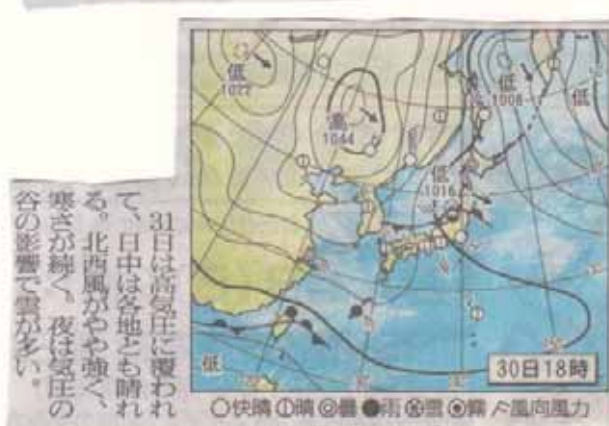 低
1022
高
1044
低
1008
低
低
1016
低
30日18時
○快晴①晴◎曇●雨⊗雪◉霧 風向風力
31日は高気圧に覆われ
て、日中は各地とも晴れ
る。北西風がやや強く、
寒さが続く。夜は気圧の
谷の影響で雲が多い。